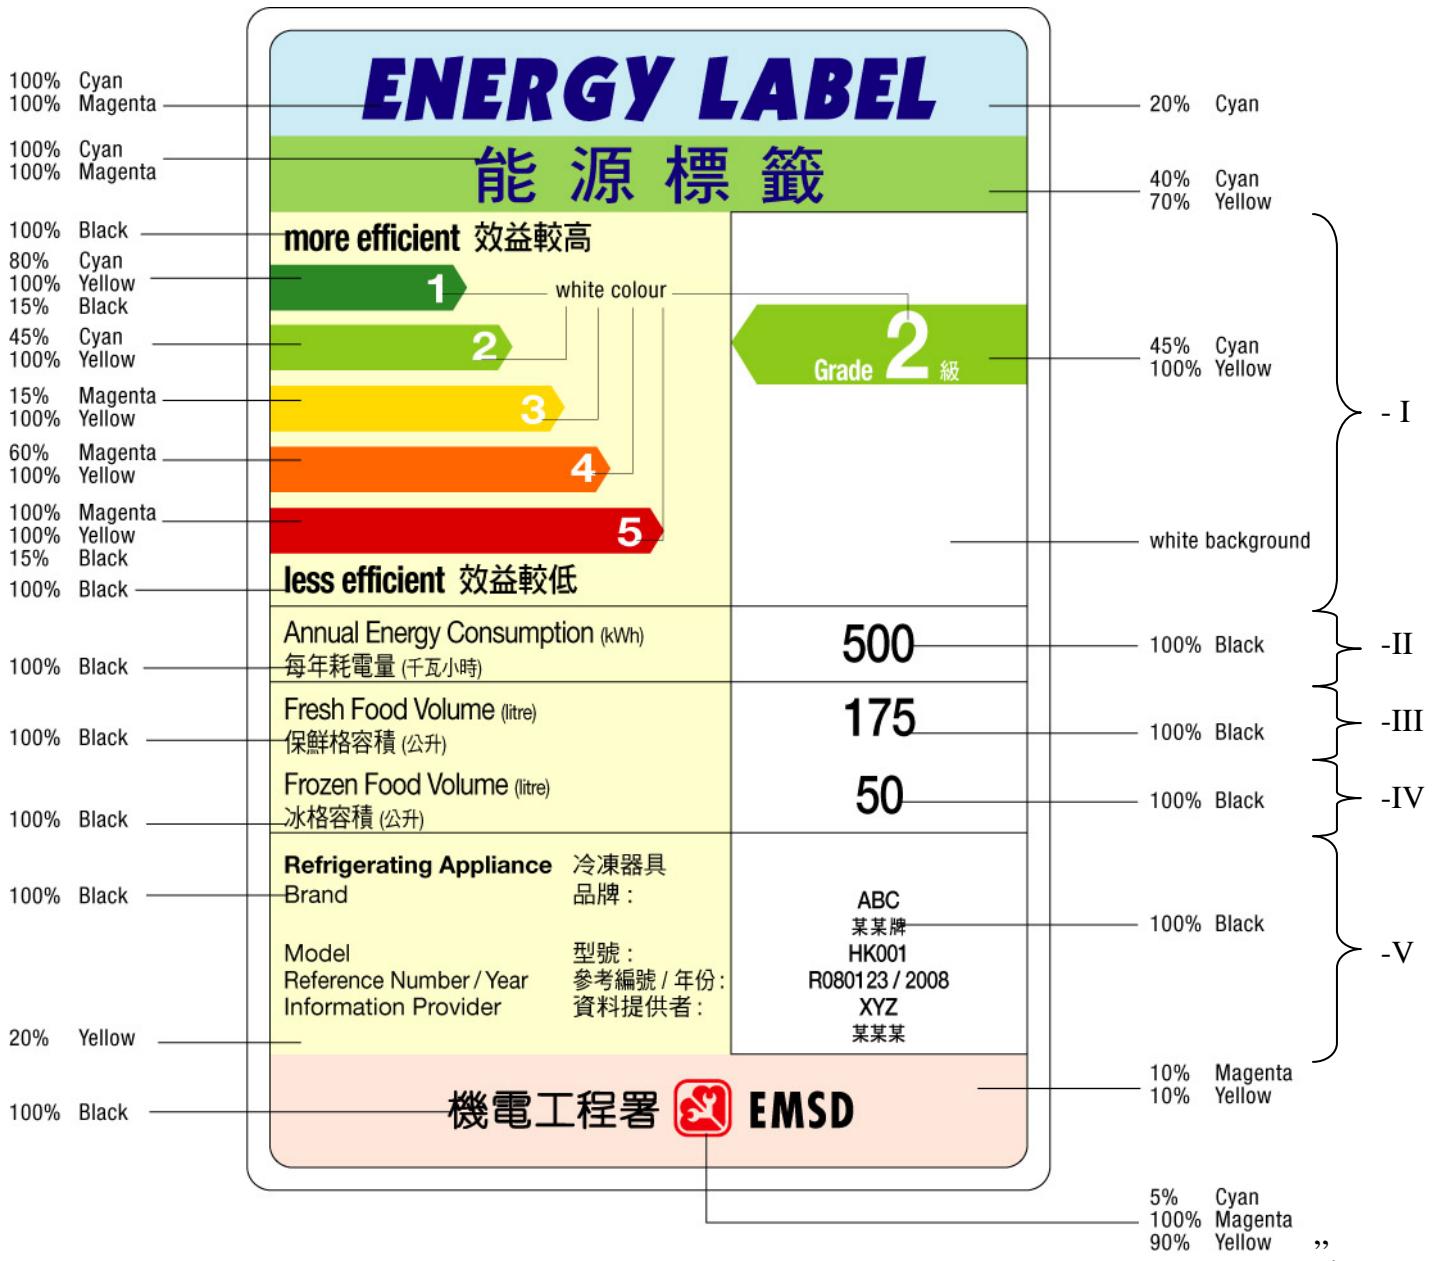 ENERGY LABEL
能源標籤
100% Cyan
100% Magenta
100% Cyan
100% Magenta
100% Black
80% Cyan
100% Yellow
15% Black
45% Cyan
100% Yellow
15% Magenta
100% Yellow
60% Magenta
100% Yellow
100% Magenta
100% Yellow
15% Black
100% Black
100% Black
100% Black
100% Black
100% Black
20% Yellow
100% Black
more efficient 效益較高
1
white colour
2
3
4
5
less efficient 效益較低
Grade 2 級
Annual Energy Consumption (kWh)
每年耗電量 (千瓦小時)
500
Fresh Food Volume (litre)
保鮮格容積 (公升)
175
Frozen Food Volume (litre)
冰格容積 (公升)
50
Refrigerating Appliance 冷凍器具
Brand 品牌 :
ABC
某某牌
Model 型號 :
HK001
Reference Number / Year 參考編號 / 年份 :
R080123 / 2008
Information Provider 資料提供者 :
XYZ
某某某
機電工程署 EMSD
20% Cyan
40% Cyan
70% Yellow
45% Cyan
100% Yellow
white background
100% Black
100% Black
100% Black
100% Black
10% Magenta
10% Yellow
5% Cyan
100% Magenta
90% Yellow ”
- I
-II
-III
-IV
-V